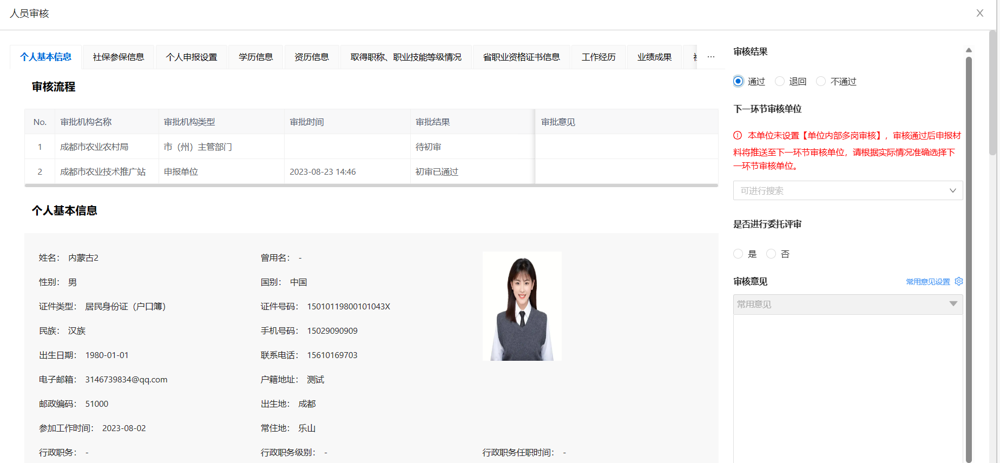 人员审核
个人基本信息 社保参保信息 个人申报设置 学历信息 资历信息 取得职称、职业技能等级情况 省职业资格证书信息 工作经历 业绩成果 ···
审核流程
No. 审批机构名称 审批机构类型 审批时间 审批结果 审批意见
1 成都市农业农村局 市（州）主管部门 待初审
2 成都市农业技术推广站 申报单位 2023-08-23 14:46 初审已通过
个人基本信息
姓名： 内蒙古2 曾用名： -
性别： 男 国别： 中国
证件类型： 居民身份证（户口簿） 证件号码： 15010119800101043X
民族： 汉族 手机号码： 15029090909
出生日期： 1980-01-01 联系电话： 15610169703
电子邮箱： 3146739834@qq.com 户籍地址： 测试
邮政编码： 51000 出生地： 成都
参加工作时间： 2023-08-02 常住地： 乐山
行政职务： - 行政职务级别： - 行政职务任职时间： -
审核结果
通过 退回 不通过
下一环节审核单位
本单位未设置【单位内部多岗审核】，审核通过后申报材
料将推送至下一环节审核单位，请根据实际情况准确选择下
一环节审核单位。
可进行搜索
是否进行委托评审
是 否
审核意见 常用意见设置
常用意见